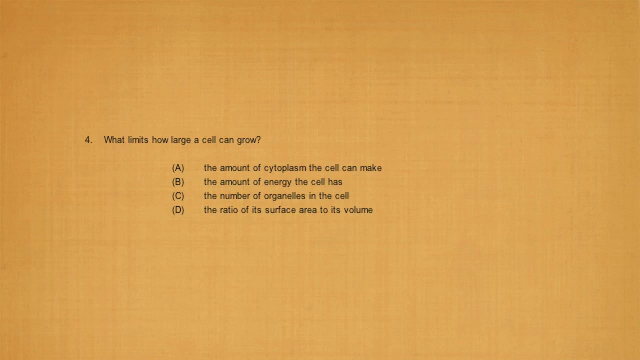 4. What limits how large a cell can grow?
(A) the amount of cytoplasm the cell can make
(B) the amount of energy the cell has
(C) the number of organelles in the cell
(D) the ratio of its surface area to its volume